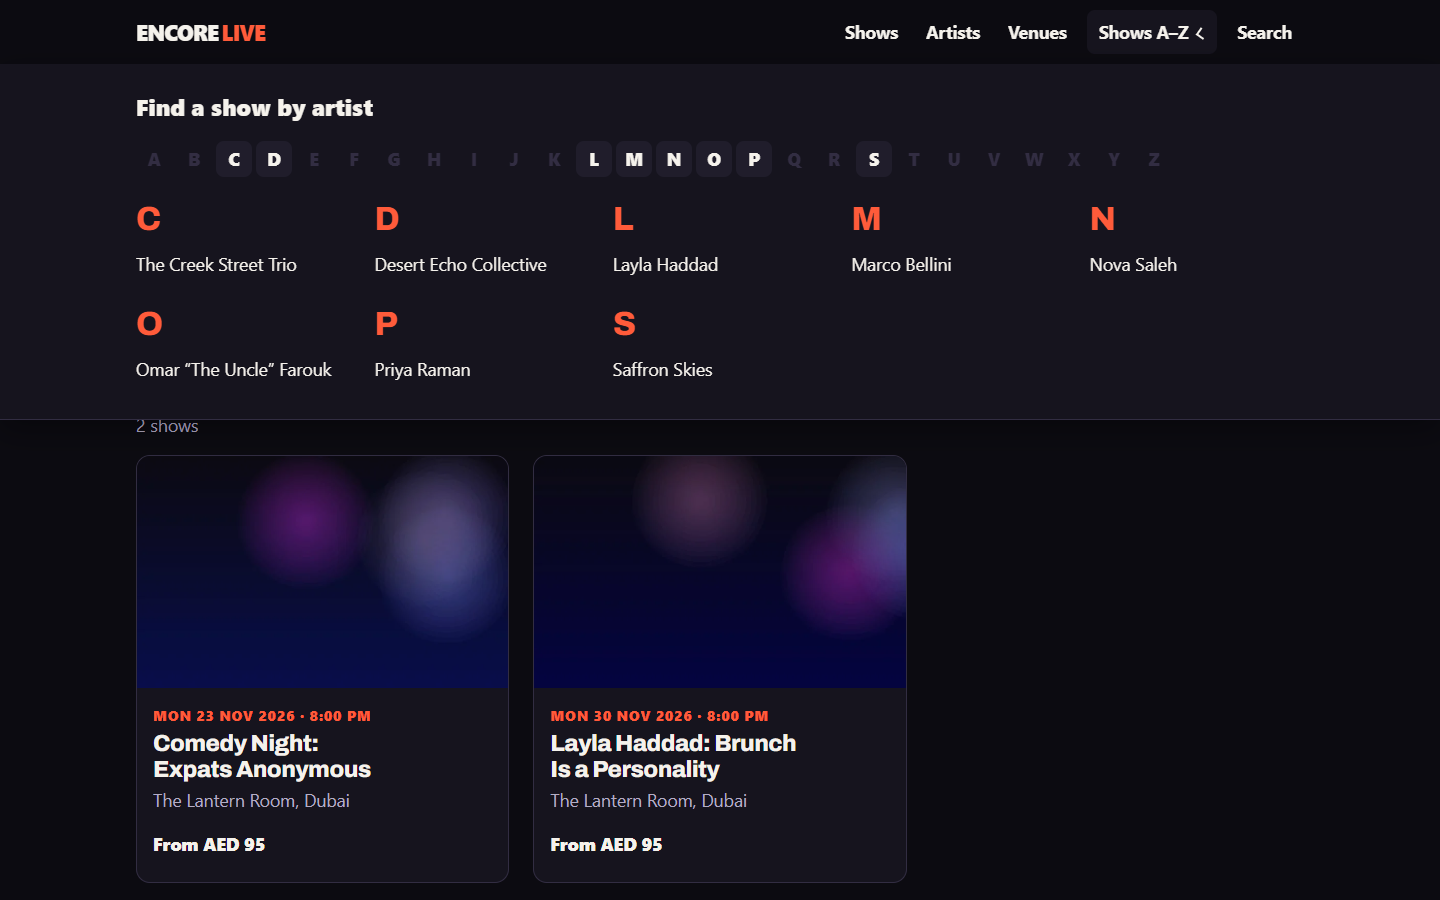 ENCORE LIVE
Shows Artists Venues Shows A–Z Search
Find a show by artist
A B C D E F G H I J K L M N O P Q R S T U V W X Y Z
C
The Creek Street Trio
D
Desert Echo Collective
L
Layla Haddad
M
Marco Bellini
N
Nova Saleh
O
Omar “The Uncle” Farouk
P
Priya Raman
S
Saffron Skies
2 shows
MON 23 NOV 2026 · 8:00 PM
Comedy Night:
Expats Anonymous
The Lantern Room, Dubai
From AED 95
MON 30 NOV 2026 · 8:00 PM
Layla Haddad: Brunch
Is a Personality
The Lantern Room, Dubai
From AED 95